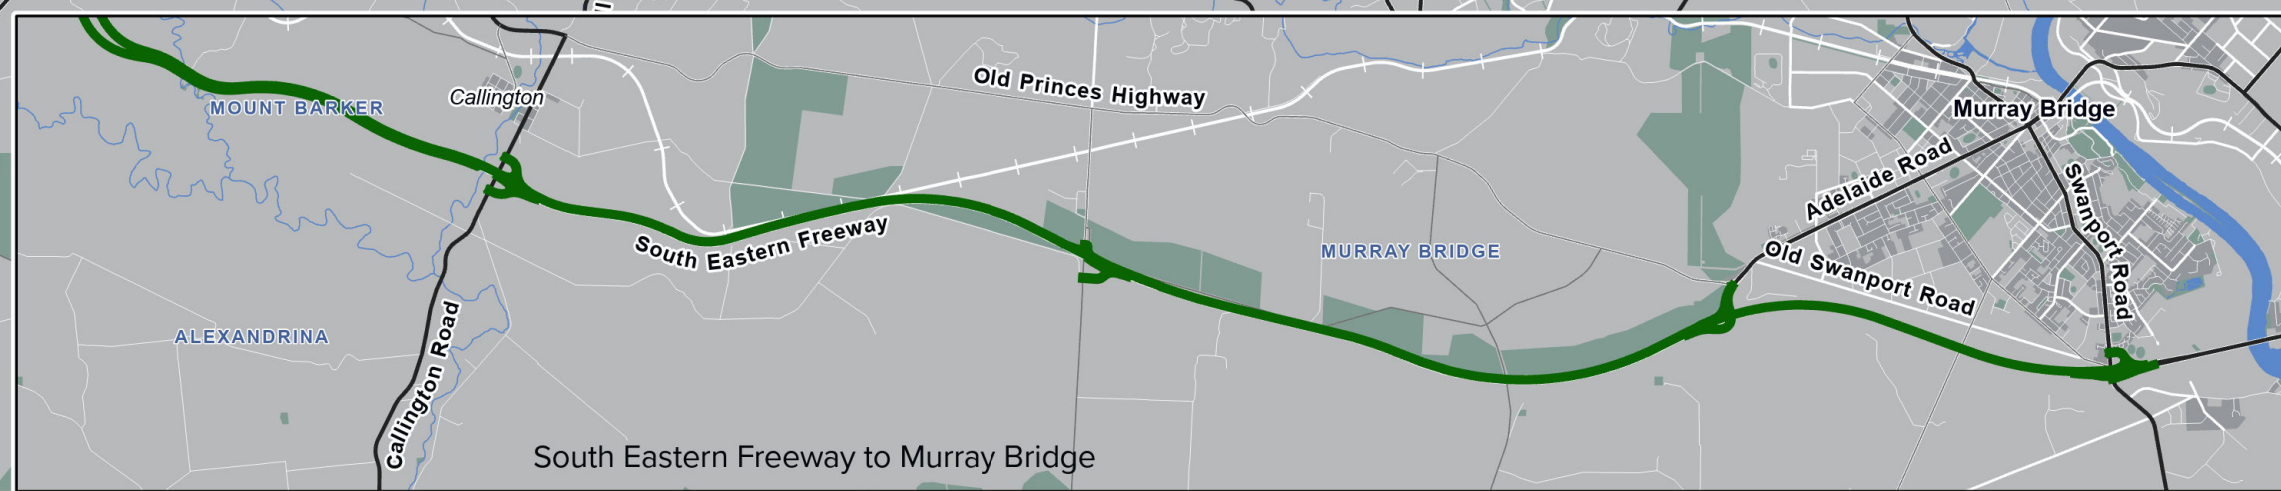 Old Princes Highway
Callington
MOUNT BARKER
Murray Bridge
Adelaide Road
Swanport Road
South Eastern Freeway
MURRAY BRIDGE
Old Swanport Road
ALEXANDRINA
Callington Road
South Eastern Freeway to Murray Bridge